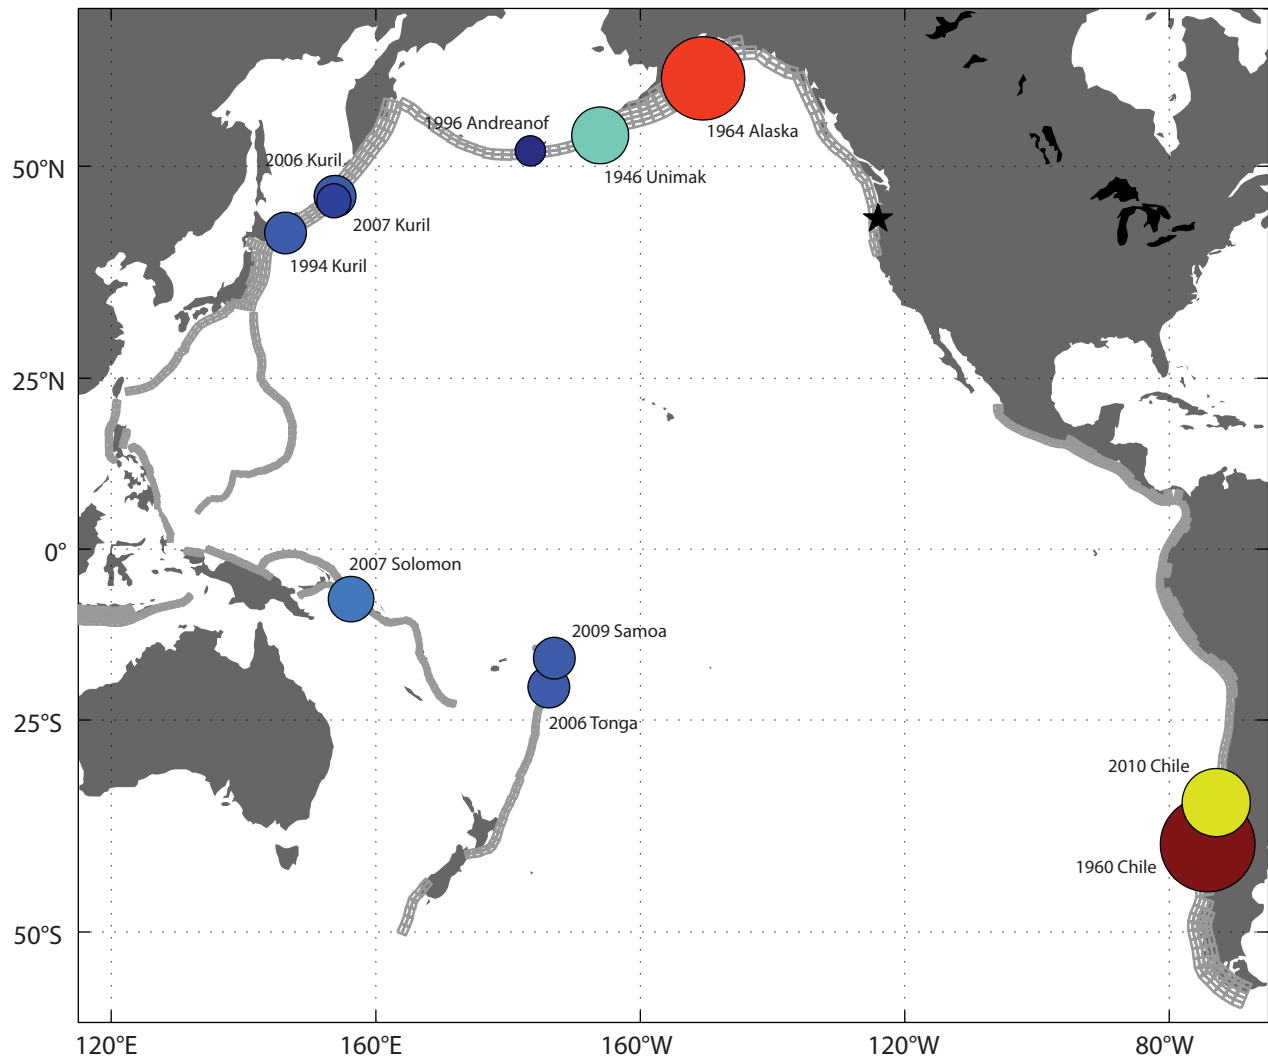 1996 Andreanof
1964 Alaska
2006 Kuril
50°N
1946 Unimak
2007 Kuril
1994 Kuril
25°N
0°
2007 Solomon
2009 Samoa
25°S
2006 Tonga
2010 Chile
1960 Chile
50°S
120°E
160°E
160°W
120°W
80°W